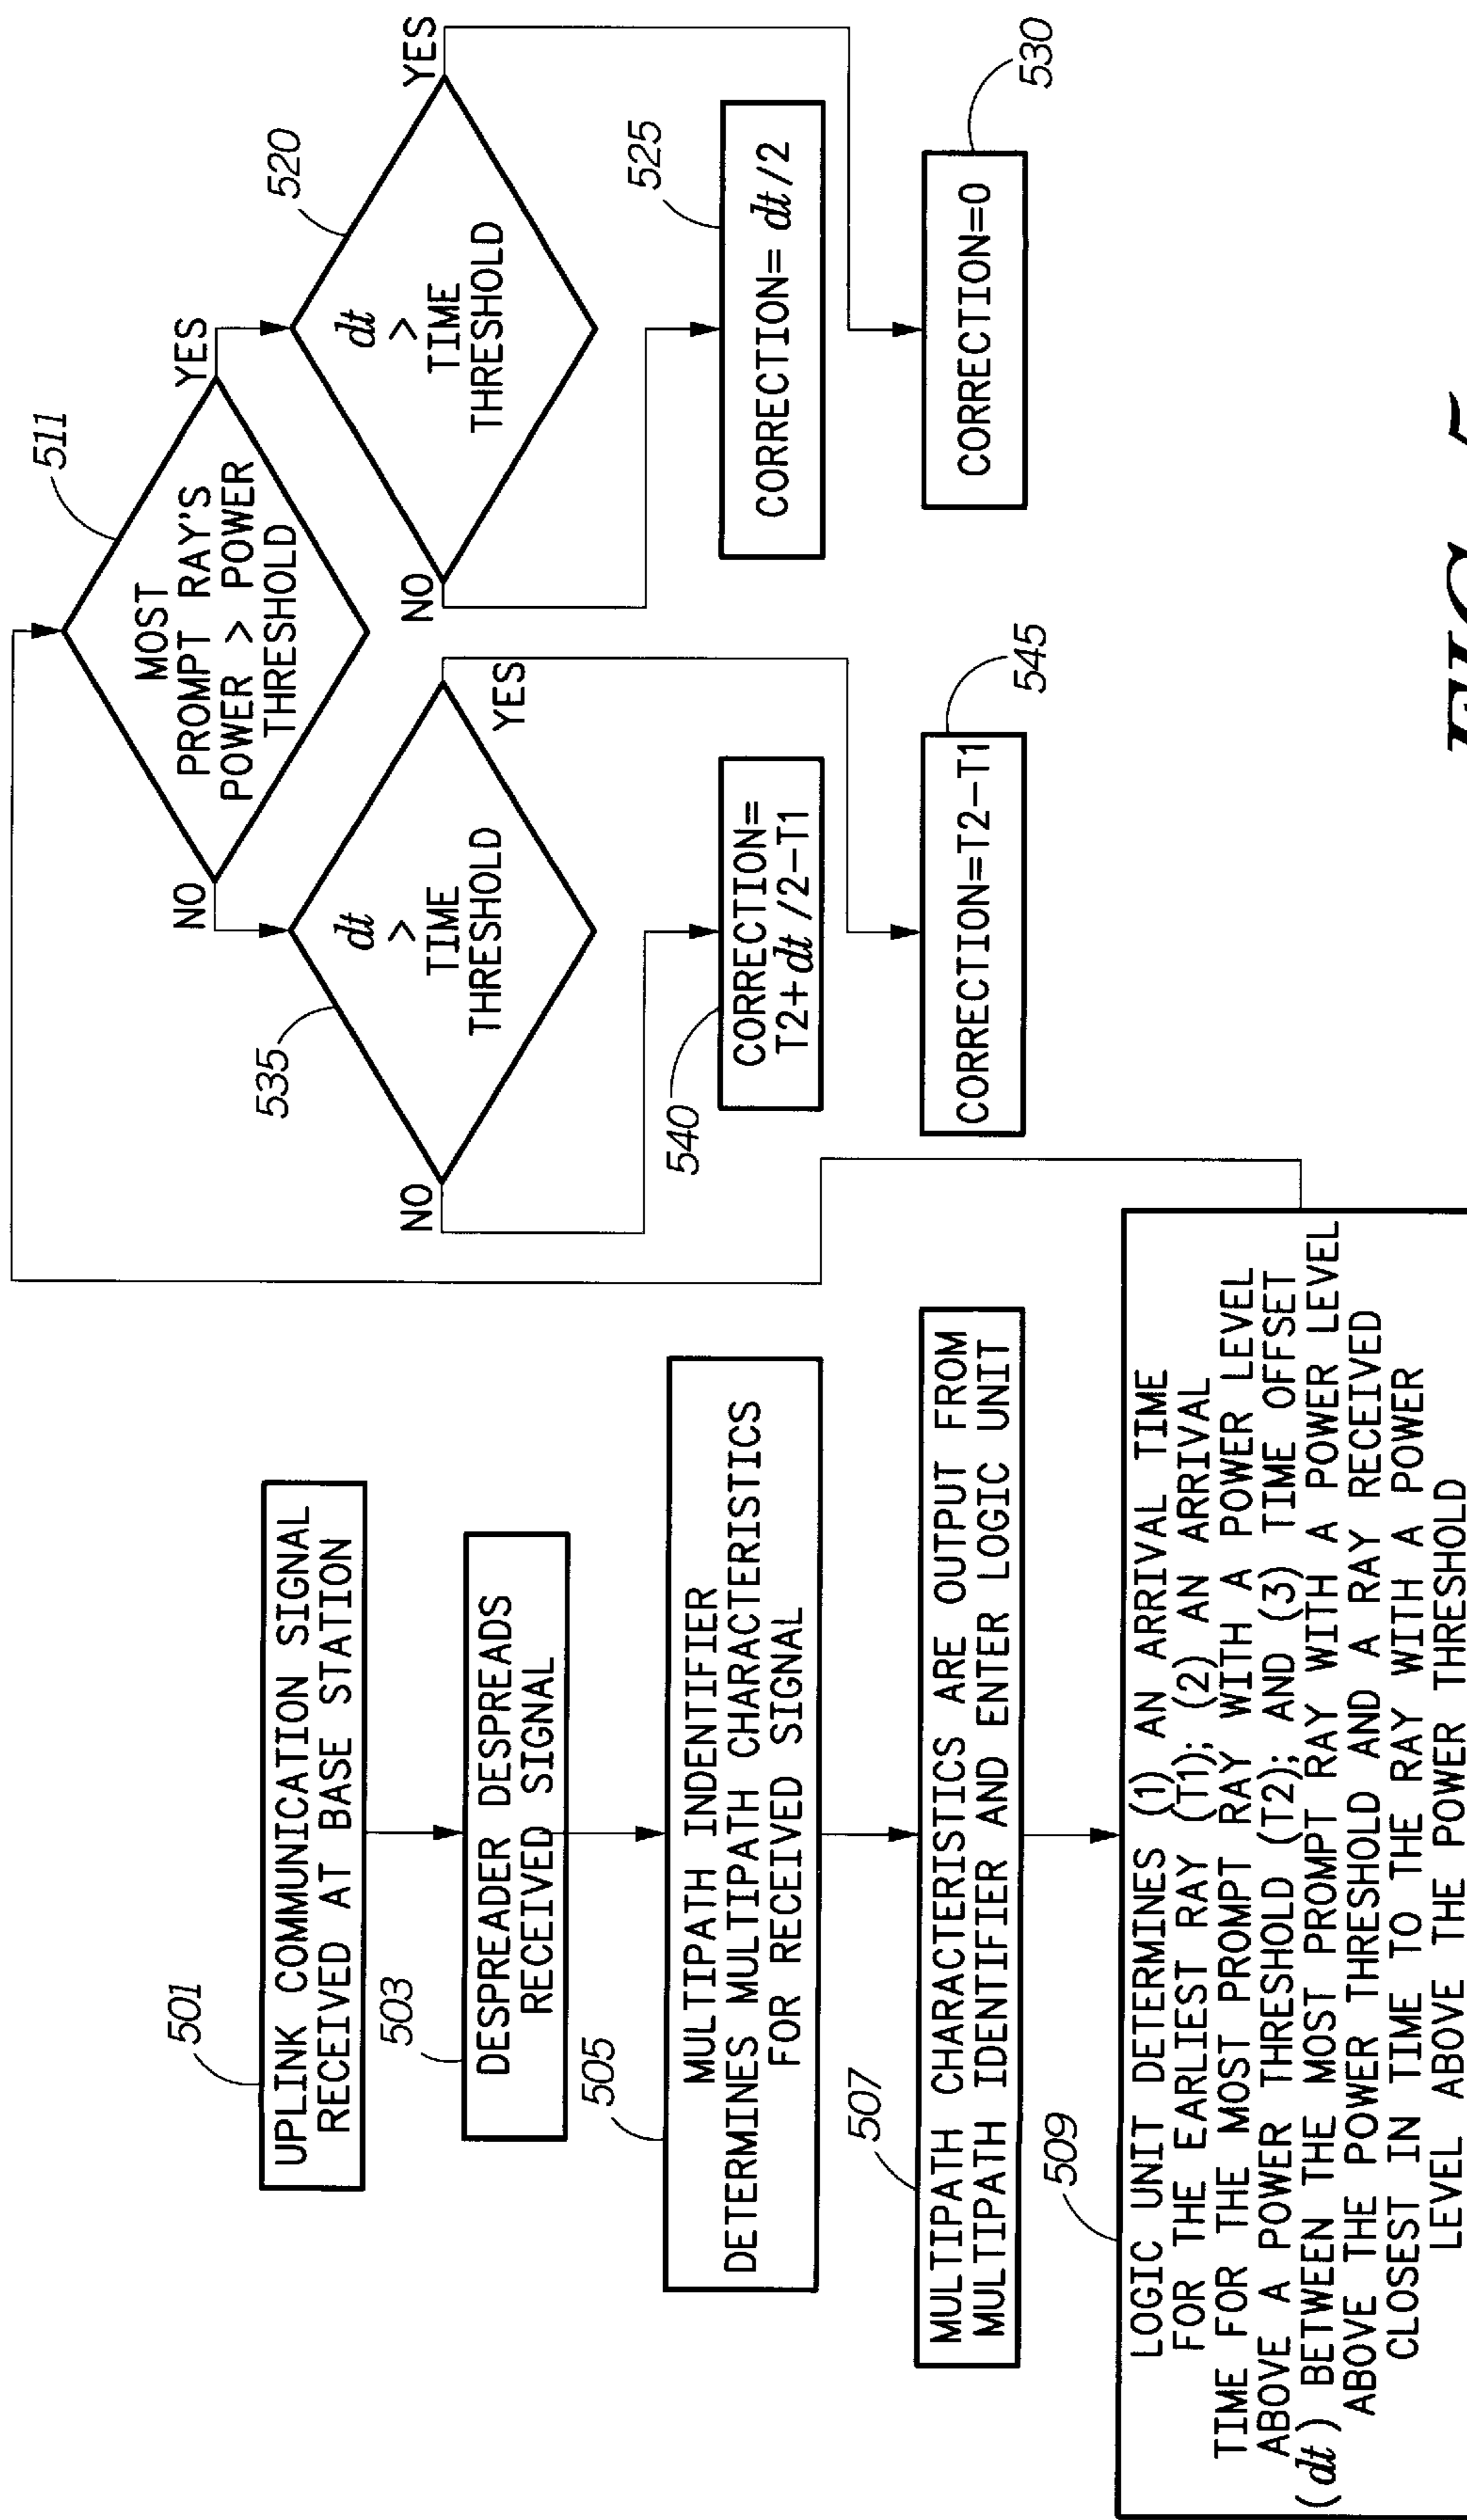 501
UPLINK COMMUNICATION SIGNAL
RECEIVED AT BASE STATION
503
DESPREADER DESPREADS
RECEIVED SIGNAL
505
MULTIPATH INDENTIFIER
DETERMINES MULTIPATH CHARACTERISTICS
FOR RECEIVED SIGNAL
507
MULTIPATH CHARACTERISTICS ARE OUTPUT FROM
MULTIPATH IDENTIFIER AND ENTER LOGIC UNIT
509
LOGIC UNIT DETERMINES (1) AN ARRIVAL TIME
FOR THE EARLIEST RAY (T1); (2) AN ARRIVAL
TIME FOR THE MOST PROMPT RAY WITH A POWER LEVEL
ABOVE A POWER THRESHOLD (T2); AND (3) TIME OFFSET
(dt) BETWEEN THE MOST PROMPT RAY WITH A POWER LEVEL
ABOVE THE POWER THRESHOLD AND A RAY RECEIVED
CLOSEST IN TIME TO THE RAY WITH A POWER
LEVEL ABOVE THE POWER THRESHOLD
511
MOST
PROMPT RAY'S
POWER > POWER
THRESHOLD
NO
YES
535
dt
>
TIME
THRESHOLD
NO
YES
520
dt
>
TIME
THRESHOLD
NO
YES
540
CORRECTION=
T2+dt/2-T1
525
CORRECTION= dt/2
CORRECTION=T2-T1
545
CORRECTION=0
530